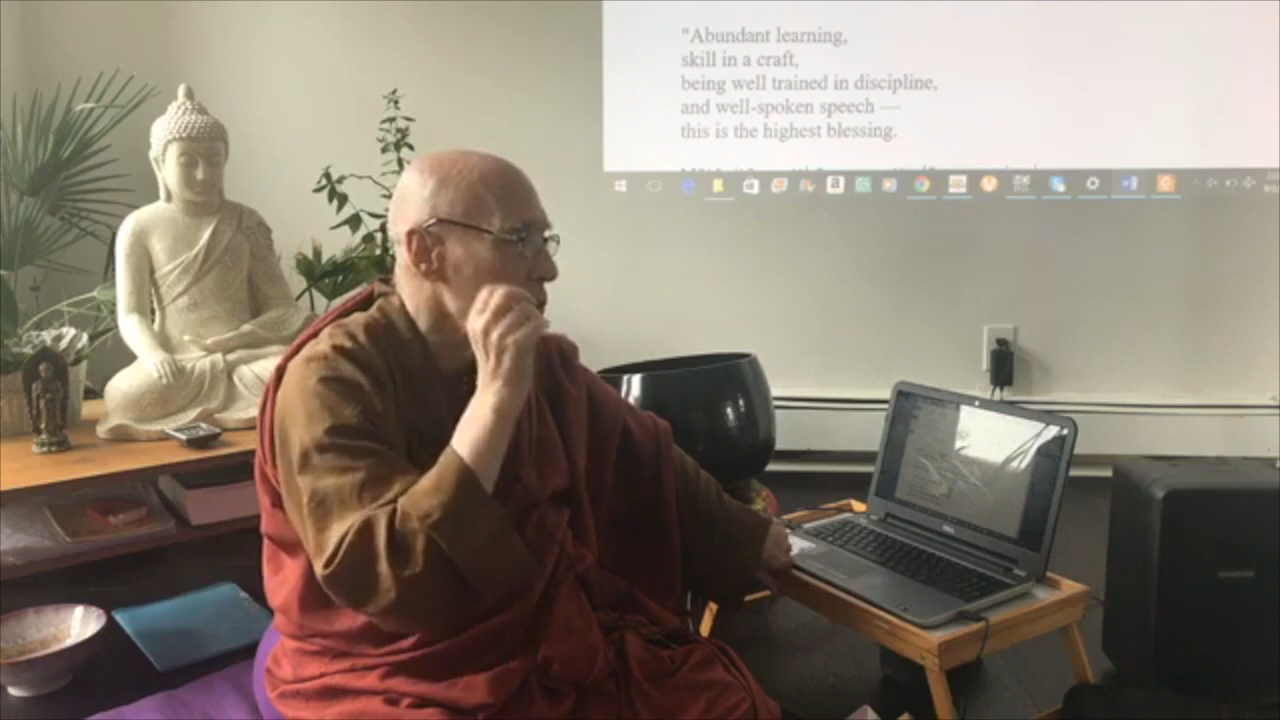 "Abundant learning,
skill in a craft,
being well trained in discipline,
and well-spoken speech —
this is the highest blessing.